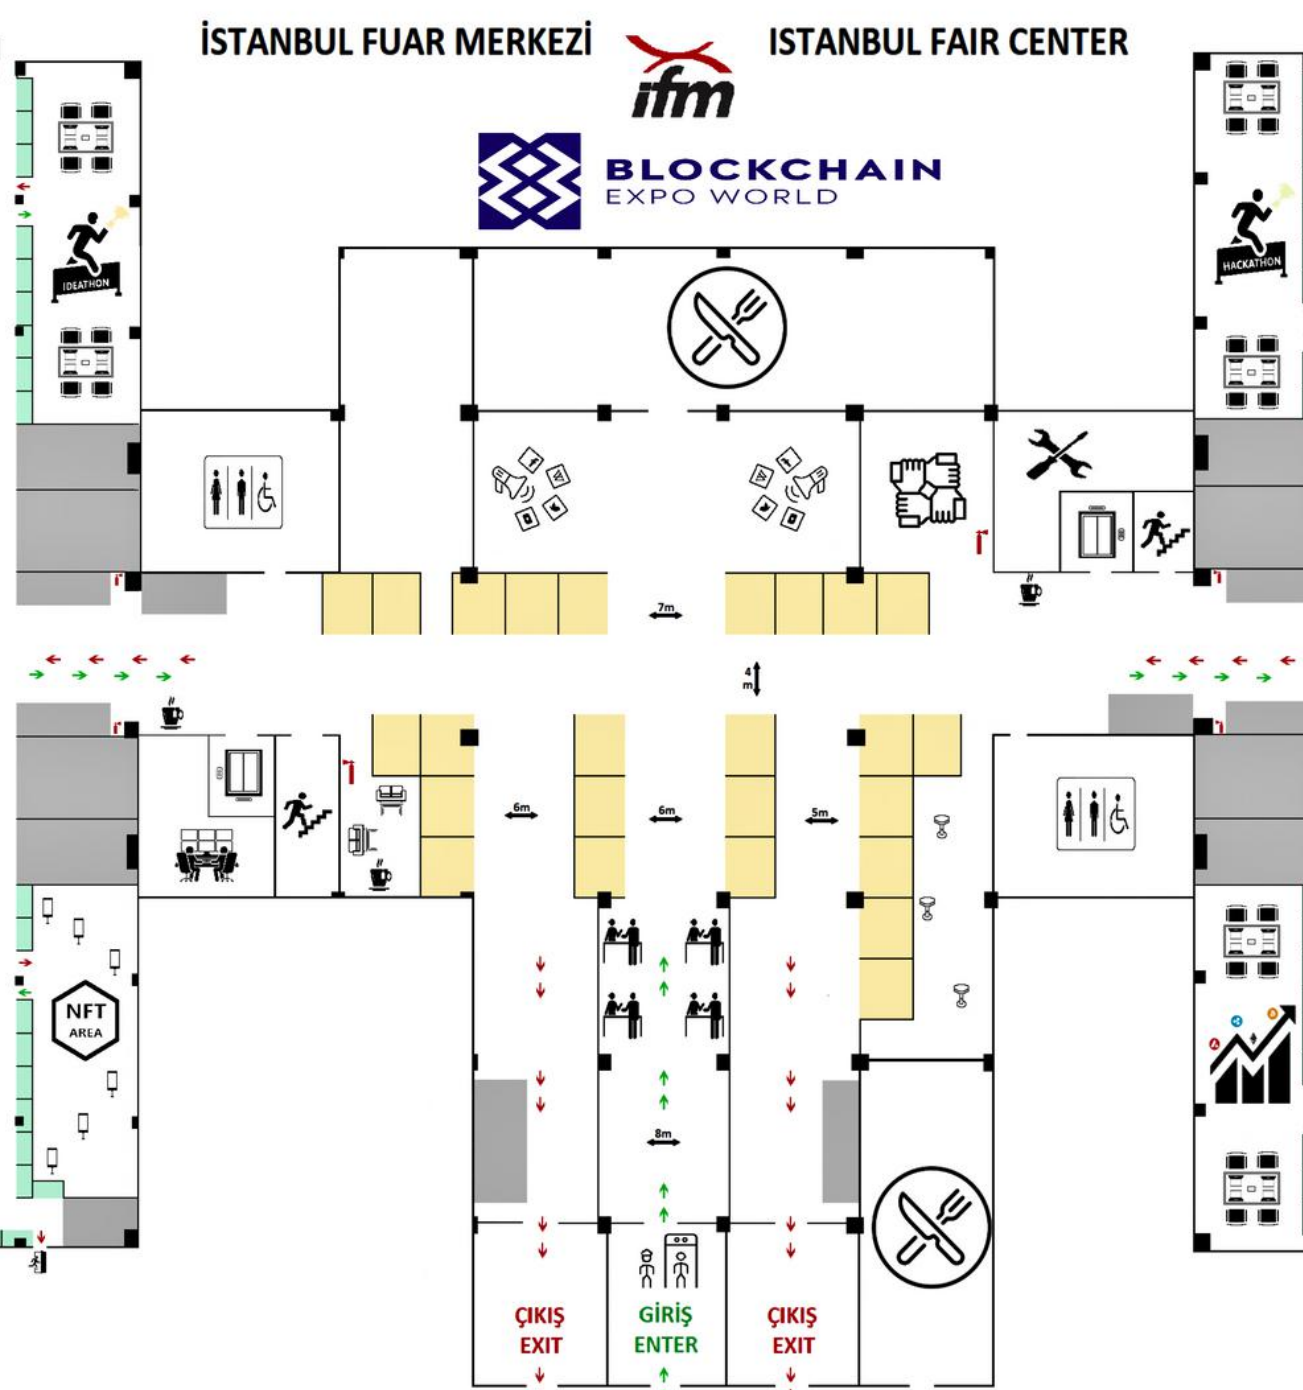 İSTANBUL FUAR MERKEZİ
ISTANBUL FAIR CENTER
ifm
BLOCKCHAIN
EXPO WORLD
IDEATHON
HACKATHON
7m
4
m
6m
6m
5m
NFT
AREA
8m
ÇIKIŞ
EXIT
GİRİŞ
ENTER
ÇIKIŞ
EXIT